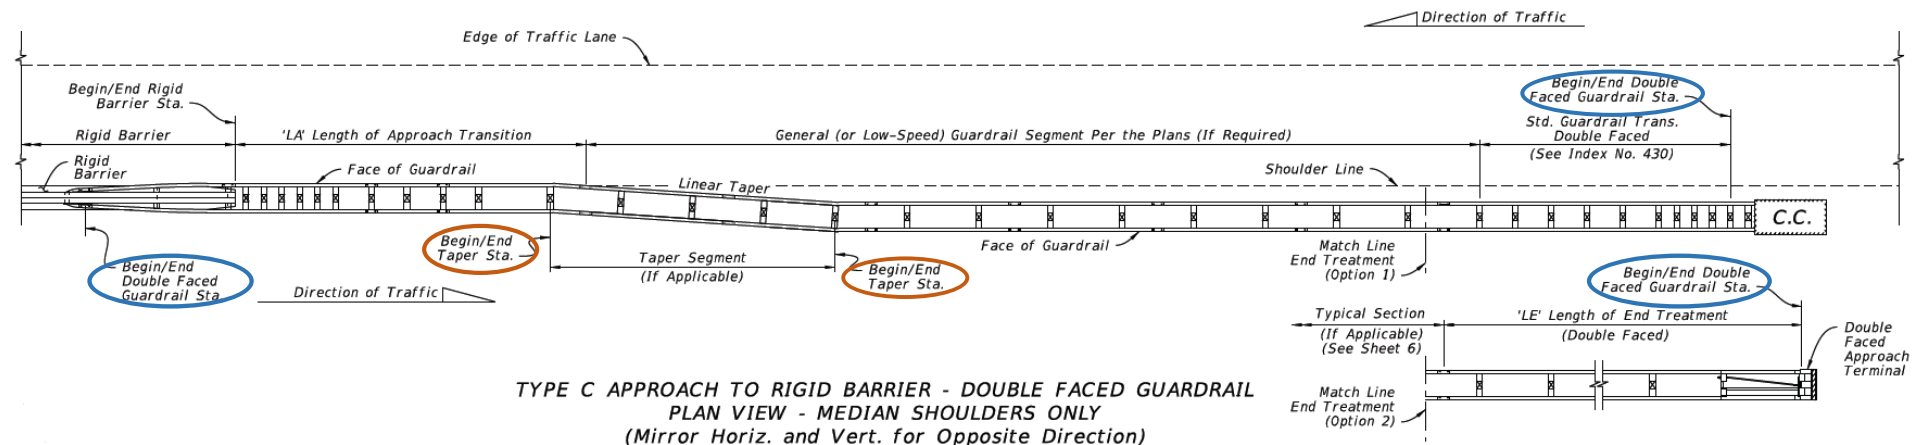 Direction of Traffic
Edge of Traffic Lane
Begin/End Rigid
Barrier Sta.
Begin/End Double
Faced Guardrail Sta.
Rigid Barrier
'LA' Length of Approach Transition
General (or Low-Speed) Guardrail Segment Per the Plans (If Required)
Std. Guardrail Trans.
Double Faced
(See Index No. 430)
Rigid
Barrier
Face of Guardrail
Linear Taper
Shoulder Line
C.C.
Begin/End
Taper Sta.
Face of Guardrail
Match Line
End Treatment
(Option 1)
Taper Segment
(If Applicable)
Begin/End
Taper Sta.
Begin/End
Double Faced
Guardrail Sta.
Direction of Traffic
Begin/End Double
Faced Guardrail Sta.
Typical Section
(If Applicable)
(See Sheet 6)
'LE' Length of End Treatment
(Double Faced)
Double
Faced
Approach
Terminal
Match Line
End Treatment
(Option 2)
TYPE C APPROACH TO RIGID BARRIER - DOUBLE FACED GUARDRAIL
PLAN VIEW - MEDIAN SHOULDERS ONLY
(Mirror Horiz. and Vert. for Opposite Direction)